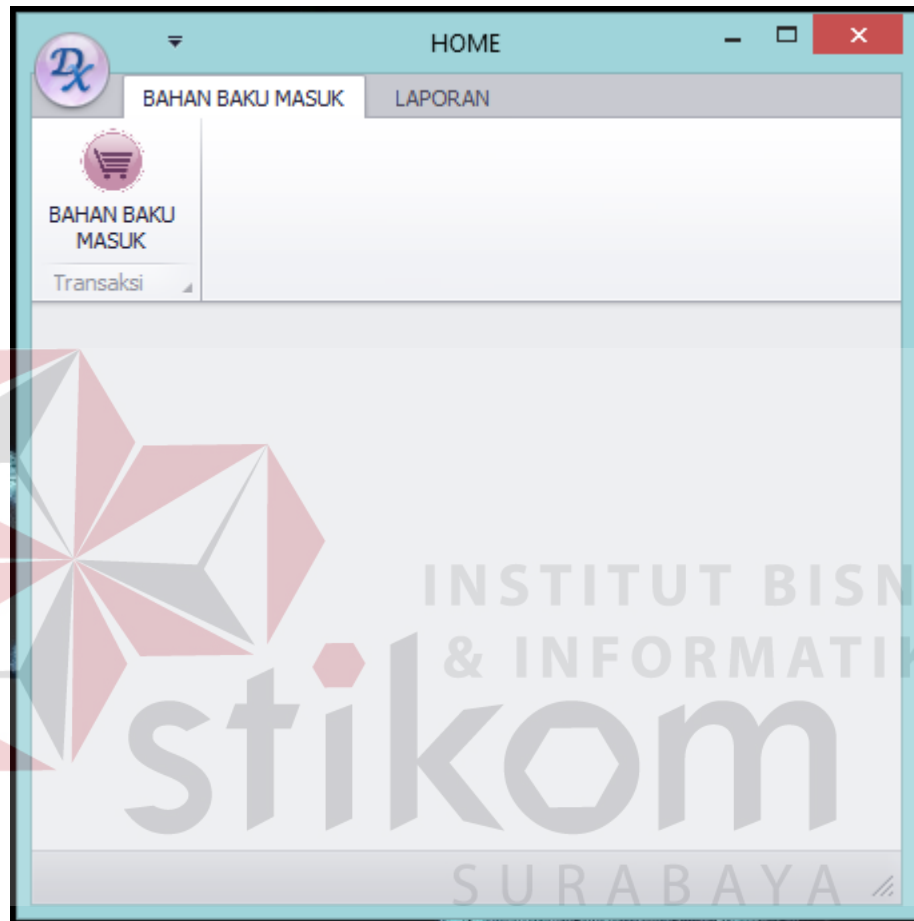 DX
HOME
BAHAN BAKU MASUK
LAPORAN
BAHAN BAKU
MASUK
Transaksi
INSTITUT BISN
& INFORMATIK
stikom
SURABAYA